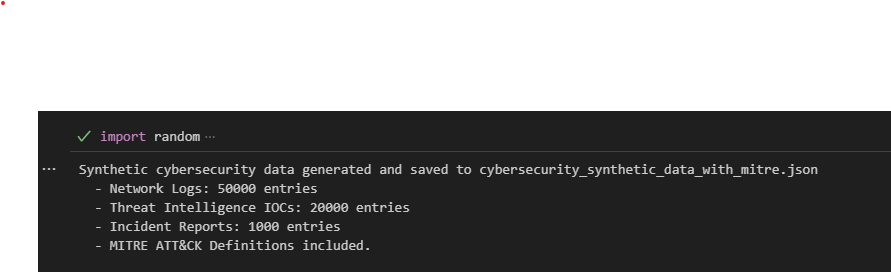 import random ...
... Synthetic cybersecurity data generated and saved to cybersecurity_synthetic_data_with_mitre.json
- Network Logs: 50000 entries
- Threat Intelligence IOCs: 20000 entries
- Incident Reports: 1000 entries
- MITRE ATT&CK Definitions included.